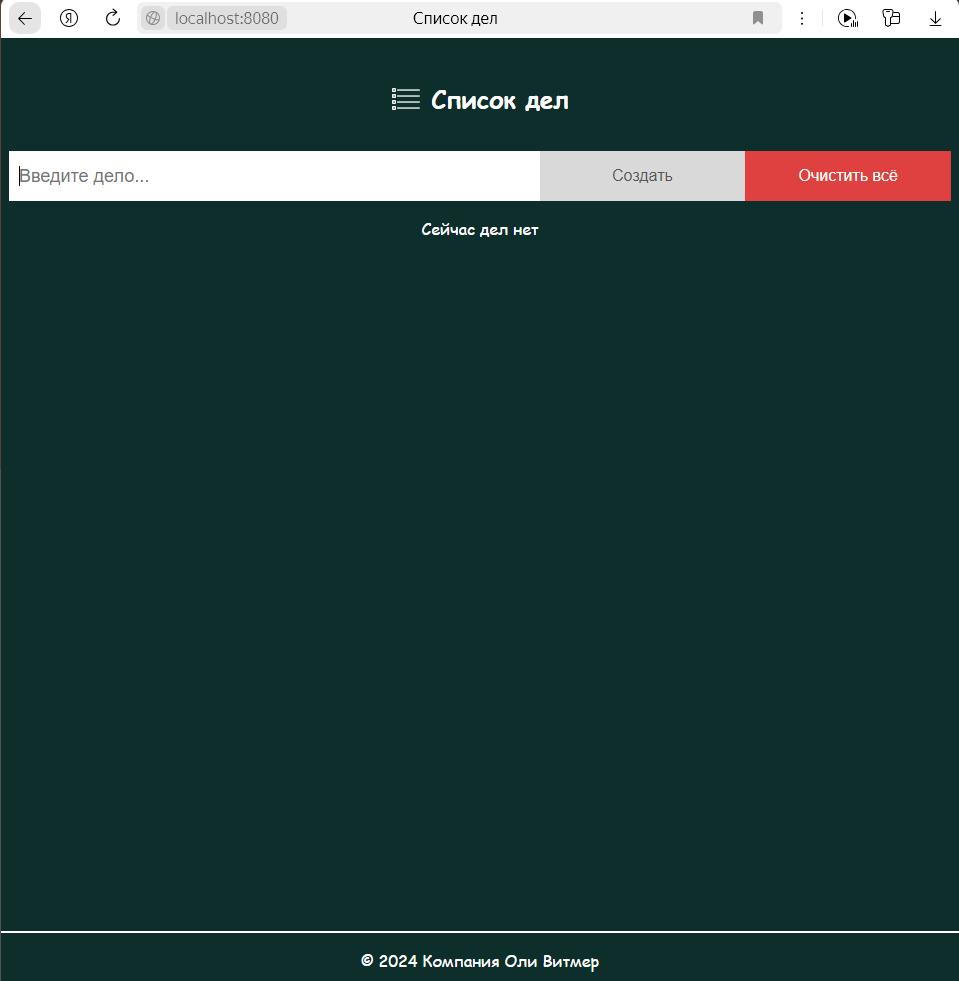 Я localhost:8080 Список дел
Список дел
Введите дело... Создать Очистить всё
Сейчас дел нет
© 2024 Компания Оли Витмер